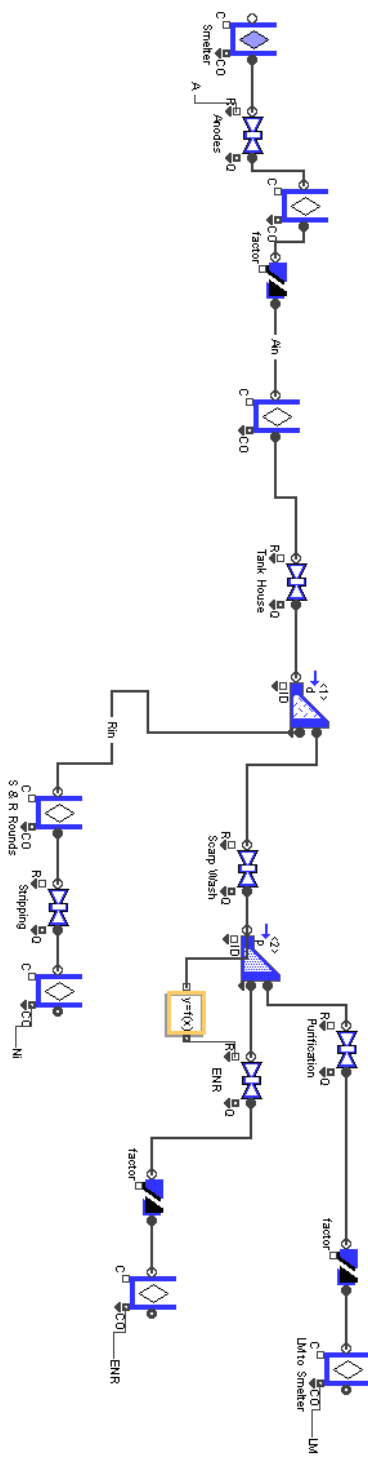 C
CO
Smelter
A
R
Q
Anodes
C
CO
factor
Ain
C
CO
R
Q
Tank House
<1>
d
ID
Rin
C
CO
S & R Rounds
R
Q
Stripping
C
CO
Ni
R
Q
Scarp Wash
<2>
p
ID
y=f(x)
R
Q
ENR
factor
C
CO
ENR
R
Q
Purification
factor
C
CO
LM to Smelter
LM